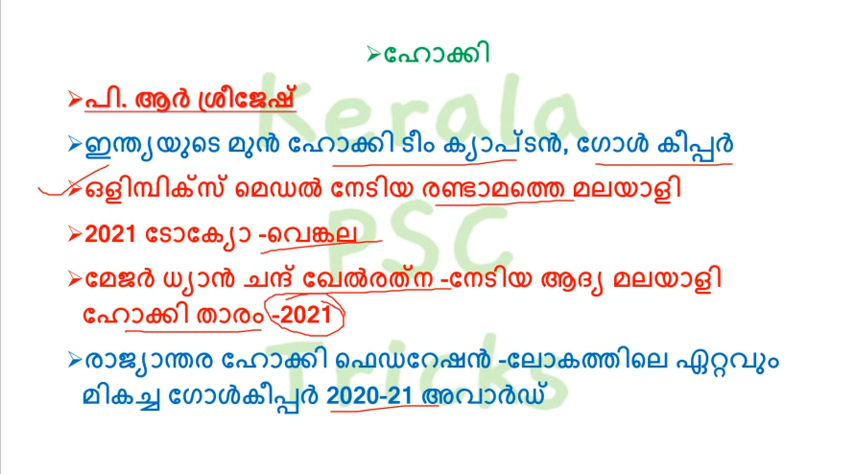 ➢ഹോക്കി
➢പി. ആർ ശ്രീജേഷ്
➢ഇന്ത്യയുടെ മുൻ ഹോക്കി ടീം ക്യാപ്ടൻ, ഗോൾ കീപ്പർ
➢ഒളിമ്പിക്സ് മെഡൽ നേടിയ രണ്ടാമത്തെ മലയാളി
➢2021 ടോക്യോ -വെങ്കല
➢മേജർ ധ്യാൻ ചന്ദ് ഖേൽരത്‌ന -നേടിയ ആദ്യ മലയാളി
ഹോക്കി താരം -2021
➢രാജ്യാന്തര ഹോക്കി ഫെഡറേഷൻ -ലോകത്തിലെ ഏറ്റവും
മികച്ച ഗോൾകീപ്പർ 2020-21 അവാർഡ്
Kerala
PSC
Tricks